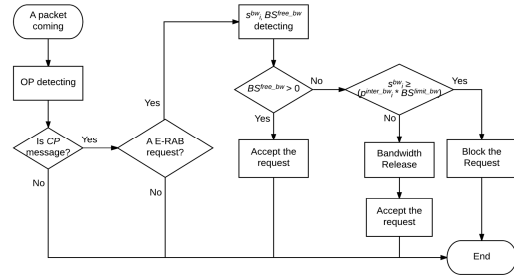 A packet
coming
OP detecting
Is CP
message?
Yes
No
A E-RAB
request?
Yes
No
s^bw_i, BS^free_bw
detecting
BS^free_bw > 0
No
Yes
Accept the
request
s^bw_i ≥
(p^inter_bw_i * BS^limit_bw)
Yes
No
Bandwidth
Release
Accept the
request
Block the
Request
End